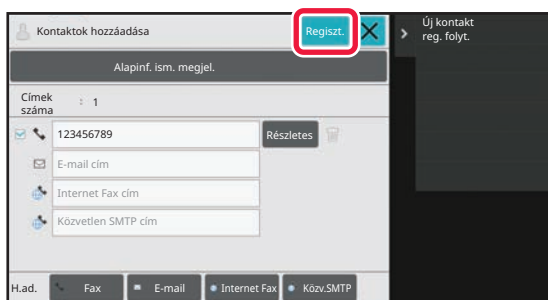 Kontaktok hozzáadása
Regiszt.
Új kontakt
reg. folyt.
Alapinf. ism. megjel.
Címek
száma
: 1
123456789
Részletes
E-mail cím
Internet Fax cím
Közvetlen SMTP cím
H.ad.
Fax
E-mail
Internet Fax
Közv.SMTP